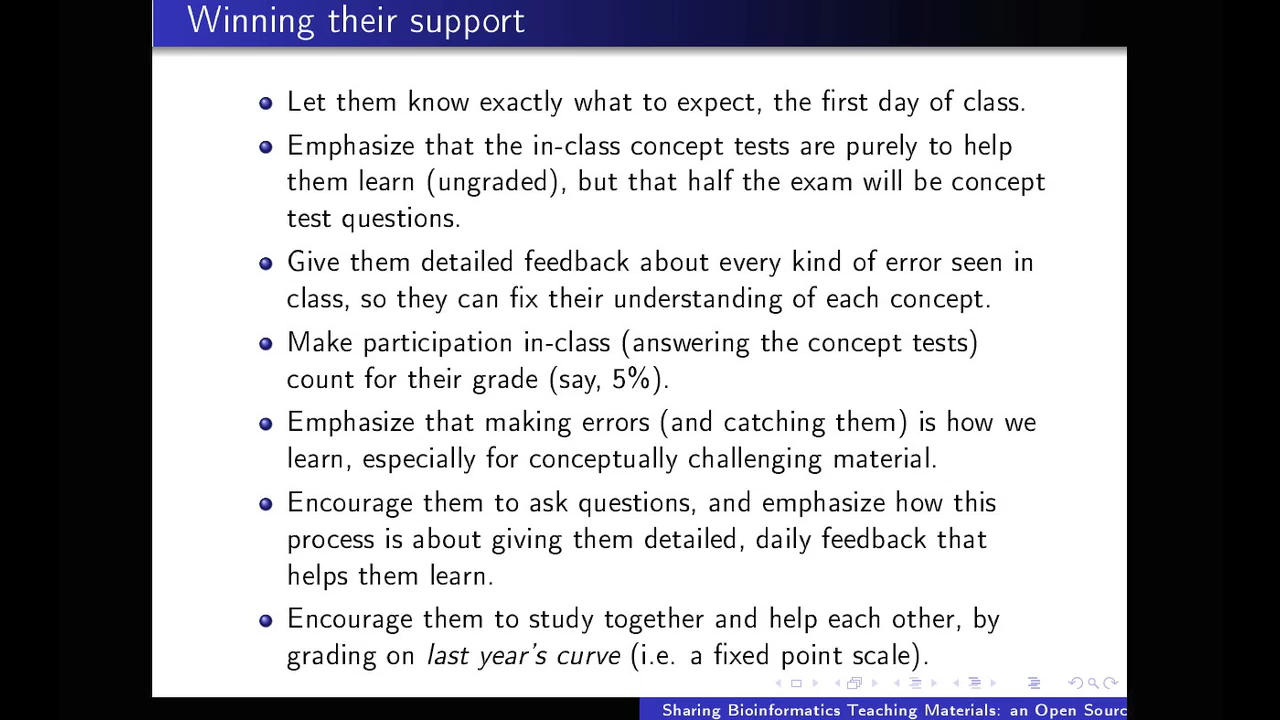 Winning their support
Let them know exactly what to expect, the first day of class.
Emphasize that the in-class concept tests are purely to help
them learn (ungraded), but that half the exam will be concept
test questions.
Give them detailed feedback about every kind of error seen in
class, so they can fix their understanding of each concept.
Make participation in-class (answering the concept tests)
count for their grade (say, 5%).
Emphasize that making errors (and catching them) is how we
learn, especially for conceptually challenging material.
Encourage them to ask questions, and emphasize how this
process is about giving them detailed, daily feedback that
helps them learn.
Encourage them to study together and help each other, by
grading on last year's curve (i.e. a fixed point scale).
Sharing Bioinformatics Teaching Materials: an Open Sourc